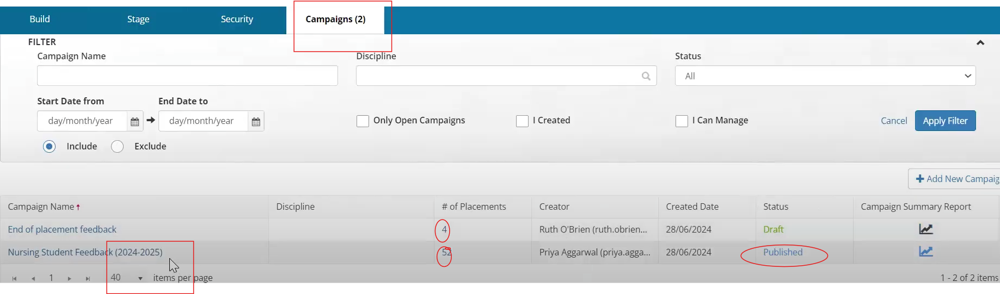 Build Stage Security Campaigns (2)
FILTER
Campaign Name Discipline Status
All
Start Date from End Date to
day/month/year day/month/year Only Open Campaigns I Created I Can Manage Cancel Apply Filter
Include Exclude
Add New Campaig
Campaign Name Discipline # of Placements Creator Created Date Status Campaign Summary Report
End of placement feedback 4 Ruth O'Brien (ruth.obrien... 28/06/2024 Draft
Nursing Student Feedback (2024-2025) 52 Priya Aggarwal (priya.agga... 28/06/2024 Published
1 40 items per page 1 - 2 of 2 items